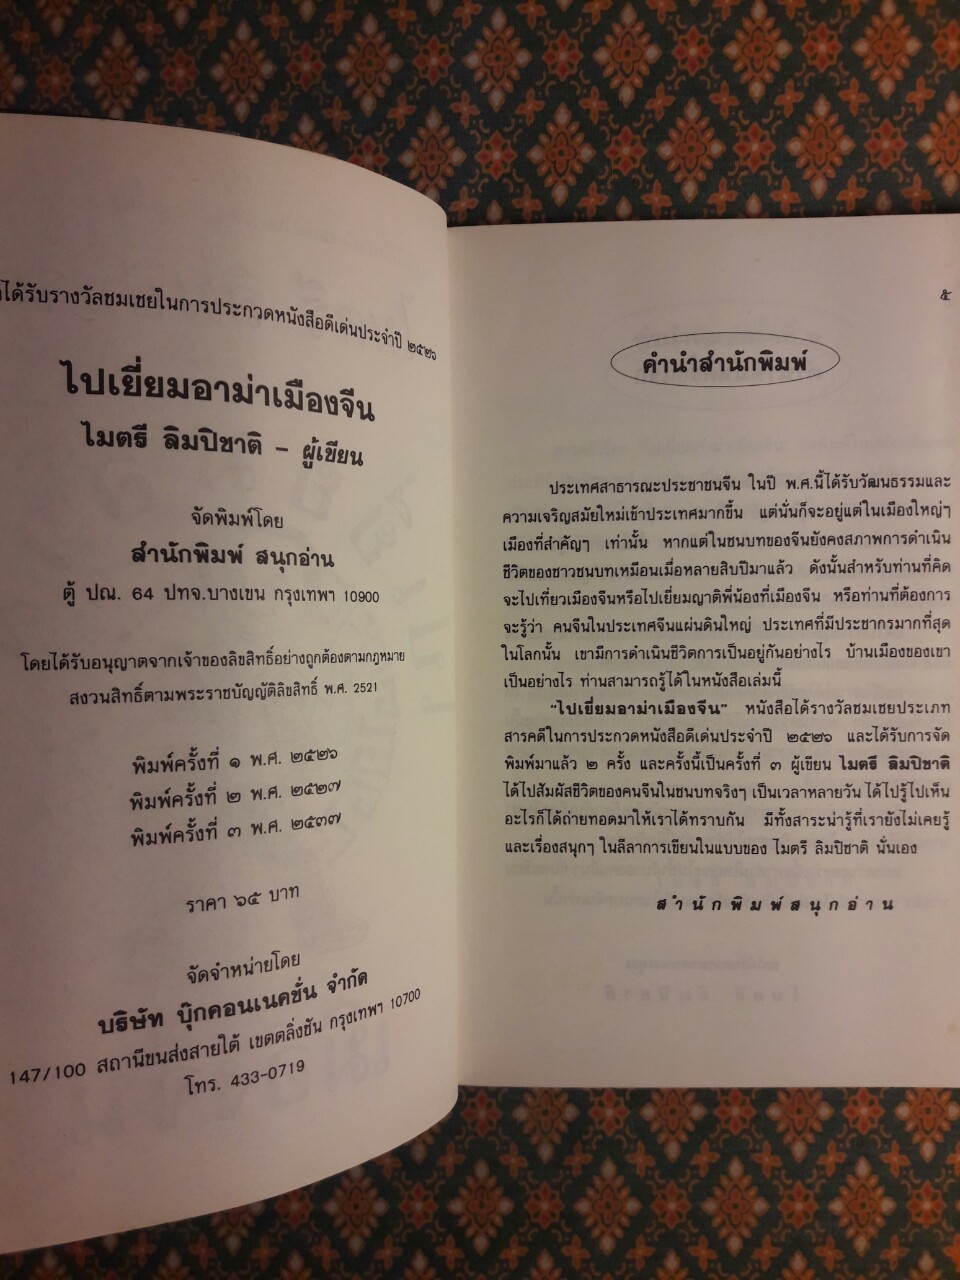 ได้รับรางวัลชมเชยในการประกวดหนังสือดีเด่นประจำปี ๒๕๒๖
ไปเยี่ยมอาม่าเมืองจีน
ไมตรี ลิมปิชาติ – ผู้เขียน
จัดพิมพ์โดย
สำนักพิมพ์ สนุกอ่าน
ตู้ ปณ. 64 ปทจ.บางเขน กรุงเทพฯ 10900
โดยได้รับอนุญาตจากเจ้าของลิขสิทธิ์อย่างถูกต้องตามกฎหมาย
สงวนสิทธิ์ตามพระราชบัญญัติลิขสิทธิ์ พ.ศ. 2521
พิมพ์ครั้งที่ ๑ พ.ศ. ๒๕๒๖
พิมพ์ครั้งที่ ๒ พ.ศ. ๒๕๒๗
พิมพ์ครั้งที่ ๓ พ.ศ. ๒๕๓๗
ราคา ๖๕ บาท
จัดจำหน่ายโดย
บริษัท บุ๊กคอนเนคชั่น จำกัด
147/100 สถานีขนส่งสายใต้ เขตตลิ่งชัน กรุงเทพฯ 10700
โทร. 433-0719
๕
คำนำสำนักพิมพ์
ประเทศสาธารณะประชาชนจีน ในปี พ.ศ.นี้ได้รับวัฒนธรรมและ
ความเจริญสมัยใหม่เข้าประเทศมากขึ้น แต่นั่นก็จะอยู่แต่ในเมืองใหญ่ๆ
เมืองที่สำคัญๆ เท่านั้น หากแต่ในชนบทของจีนยังคงสภาพการดำเนิน
ชีวิตของชาวชนบทเหมือนเมื่อหลายสิบปีมาแล้ว ดังนั้นสำหรับท่านที่คิด
จะไปเที่ยวเมืองจีนหรือไปเยี่ยมญาติพี่น้องที่เมืองจีน หรือท่านที่ต้องการ
จะรู้ว่า คนจีนในประเทศจีนแผ่นดินใหญ่ ประเทศที่มีประชากรมากที่สุด
ในโลกนั้น เขามีการดำเนินชีวิตการเป็นอยู่กันอย่างไร บ้านเมืองของเขา
เป็นอย่างไร ท่านสามารถรู้ได้ในหนังสือเล่มนี้
"ไปเยี่ยมอาม่าเมืองจีน" หนังสือได้รางวัลชมเชยประเภท
สารคดีในการประกวดหนังสือดีเด่นประจำปี ๒๕๒๖ และได้รับการจัด
พิมพ์มาแล้ว ๒ ครั้ง และครั้งนี้เป็นครั้งที่ ๓ ผู้เขียน ไมตรี ลิมปิชาติ
ได้ไปสัมผัสชีวิตของคนจีนในชนบทจริงๆ เป็นเวลาหลายวัน ได้ไปรู้ไปเห็น
อะไรก็ได้ถ่ายทอดมาให้เราได้ทราบกัน มีทั้งสาระน่ารู้ที่เรายังไม่เคยรู้
และเรื่องสนุกๆ ในลีลาการเขียนในแบบของ ไมตรี ลิมปิชาติ นั่นเอง
สำนักพิมพ์สนุกอ่าน